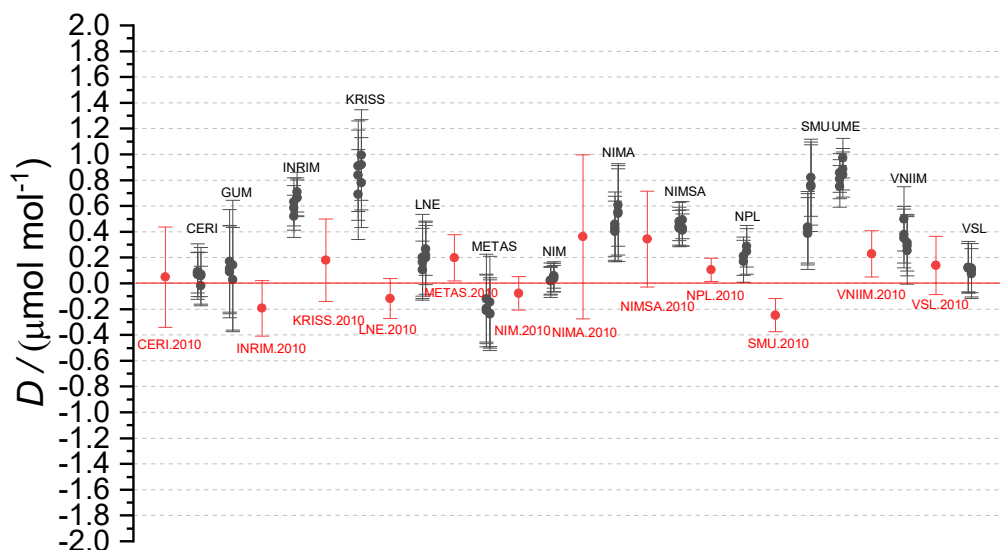 D / (μmol mol⁻¹)
2.0
1.8
1.6
1.4
1.2
1.0
0.8
0.6
0.4
0.2
0.0
-0.2
-0.4
-0.6
-0.8
-1.0
-1.2
-1.4
-1.6
-1.8
-2.0
CERI.2010
CERI
GUM
INRIM.2010
INRIM
KRISS.2010
KRISS
LNE.2010
LNE
METAS.2010
METAS
NIM.2010
NIM
NIMA.2010
NIMA
NIMSA.2010
NIMSA
NPL.2010
NPL
SMU.2010
SMU
UME
VNIIM.2010
VNIIM
VSL.2010
VSL